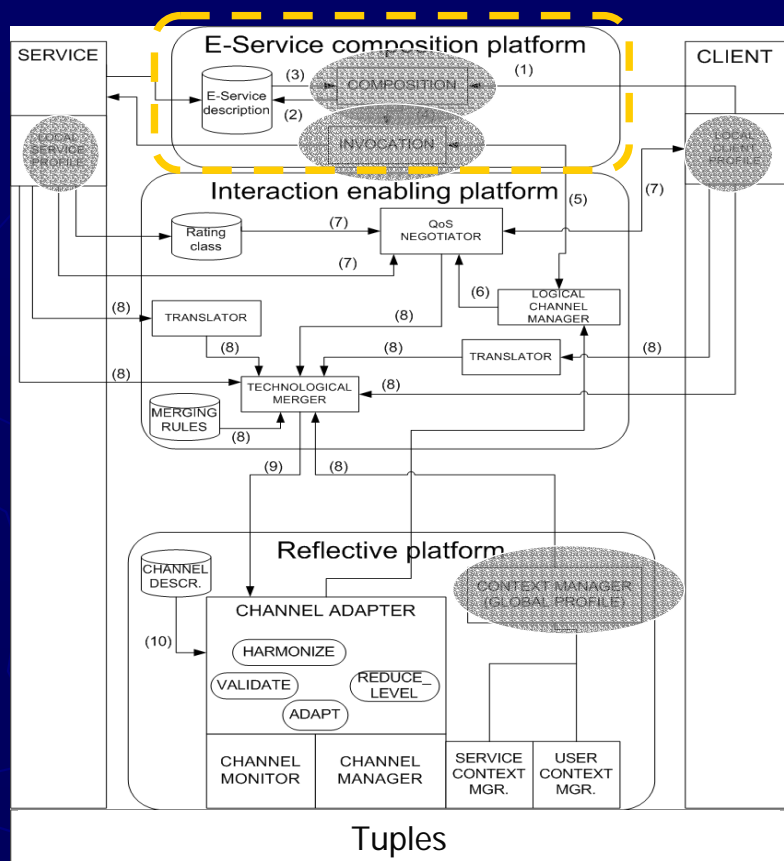 SERVICE
E-Service composition platform
CLIENT
(3)
COMPOSITION
(1)
E-Service
description
(2)
INVOCATION
LOCAL
SERVICE
PROFILE
LOCAL
CLIENT
PROFILE
Interaction enabling platform
(5)
(7)
Rating
class
(7)
QoS
NEGOTIATOR
(7)
(6)
LOGICAL
CHANNEL
MANAGER
(8)
TRANSLATOR
(8)
(8)
(8)
TRANSLATOR
(8)
(8)
TECHNOLOGICAL
MERGER
(8)
MERGING
RULES
(8)
(9)
(8)
Reflective platform
CHANNEL
DESCR.
CONTEXT MANAGER
(GLOBAL PROFILE)
CHANNEL ADAPTER
(10)
HARMONIZE
VALIDATE
REDUCE_
LEVEL
ADAPT
CHANNEL
MONITOR
CHANNEL
MANAGER
SERVICE
CONTEXT
MGR.
USER
CONTEXT
MGR.
Tuples